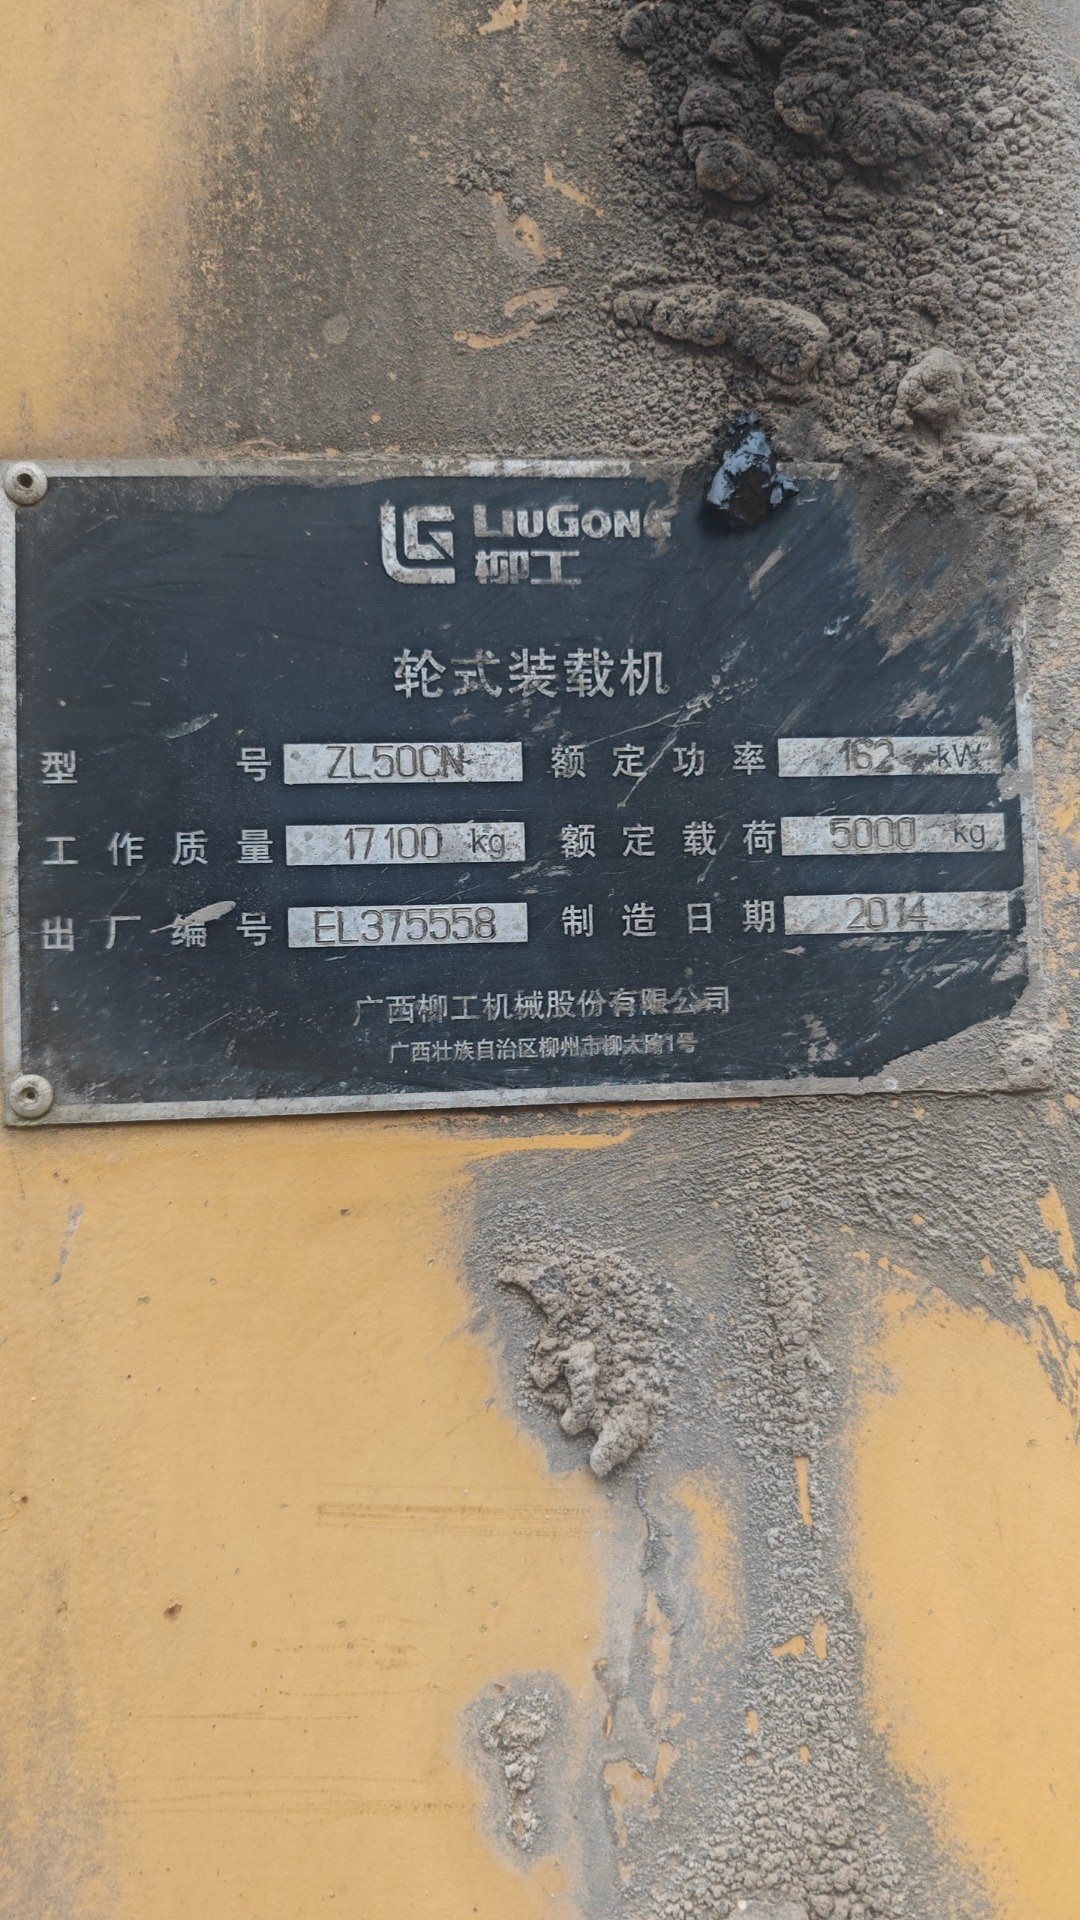 LIUGONG
柳工
轮式装载机
型号 ZL50CN 额定功率 162 kW
工作质量 17100 kg 额定载荷 5000 kg
出厂编号 EL375558 制造日期 2014.
广西柳工机械股份有限公司
广西壮族自治区柳州市柳太路1号